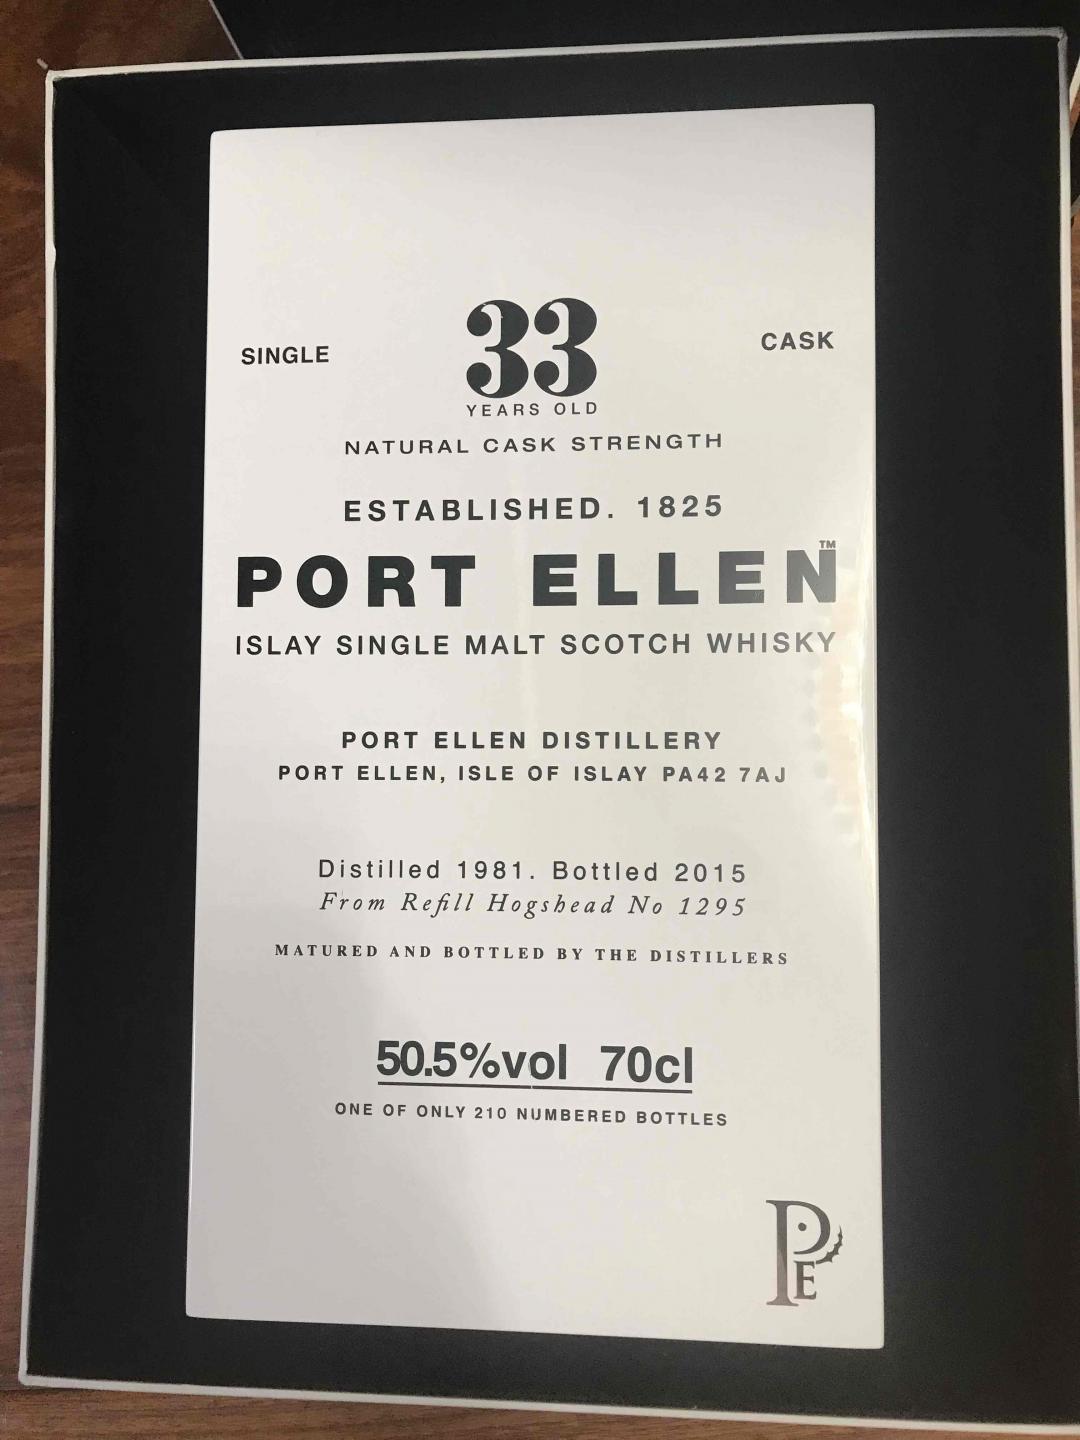 33
SINGLE CASK
YEARS OLD
NATURAL CASK STRENGTH
ESTABLISHED. 1825
PORT ELLEN™
ISLAY SINGLE MALT SCOTCH WHISKY
PORT ELLEN DISTILLERY
PORT ELLEN, ISLE OF ISLAY PA42 7AJ
Distilled 1981. Bottled 2015
From Refill Hogshead No 1295
MATURED AND BOTTLED BY THE DISTILLERS
50.5%vol 70cl
ONE OF ONLY 210 NUMBERED BOTTLES
PE